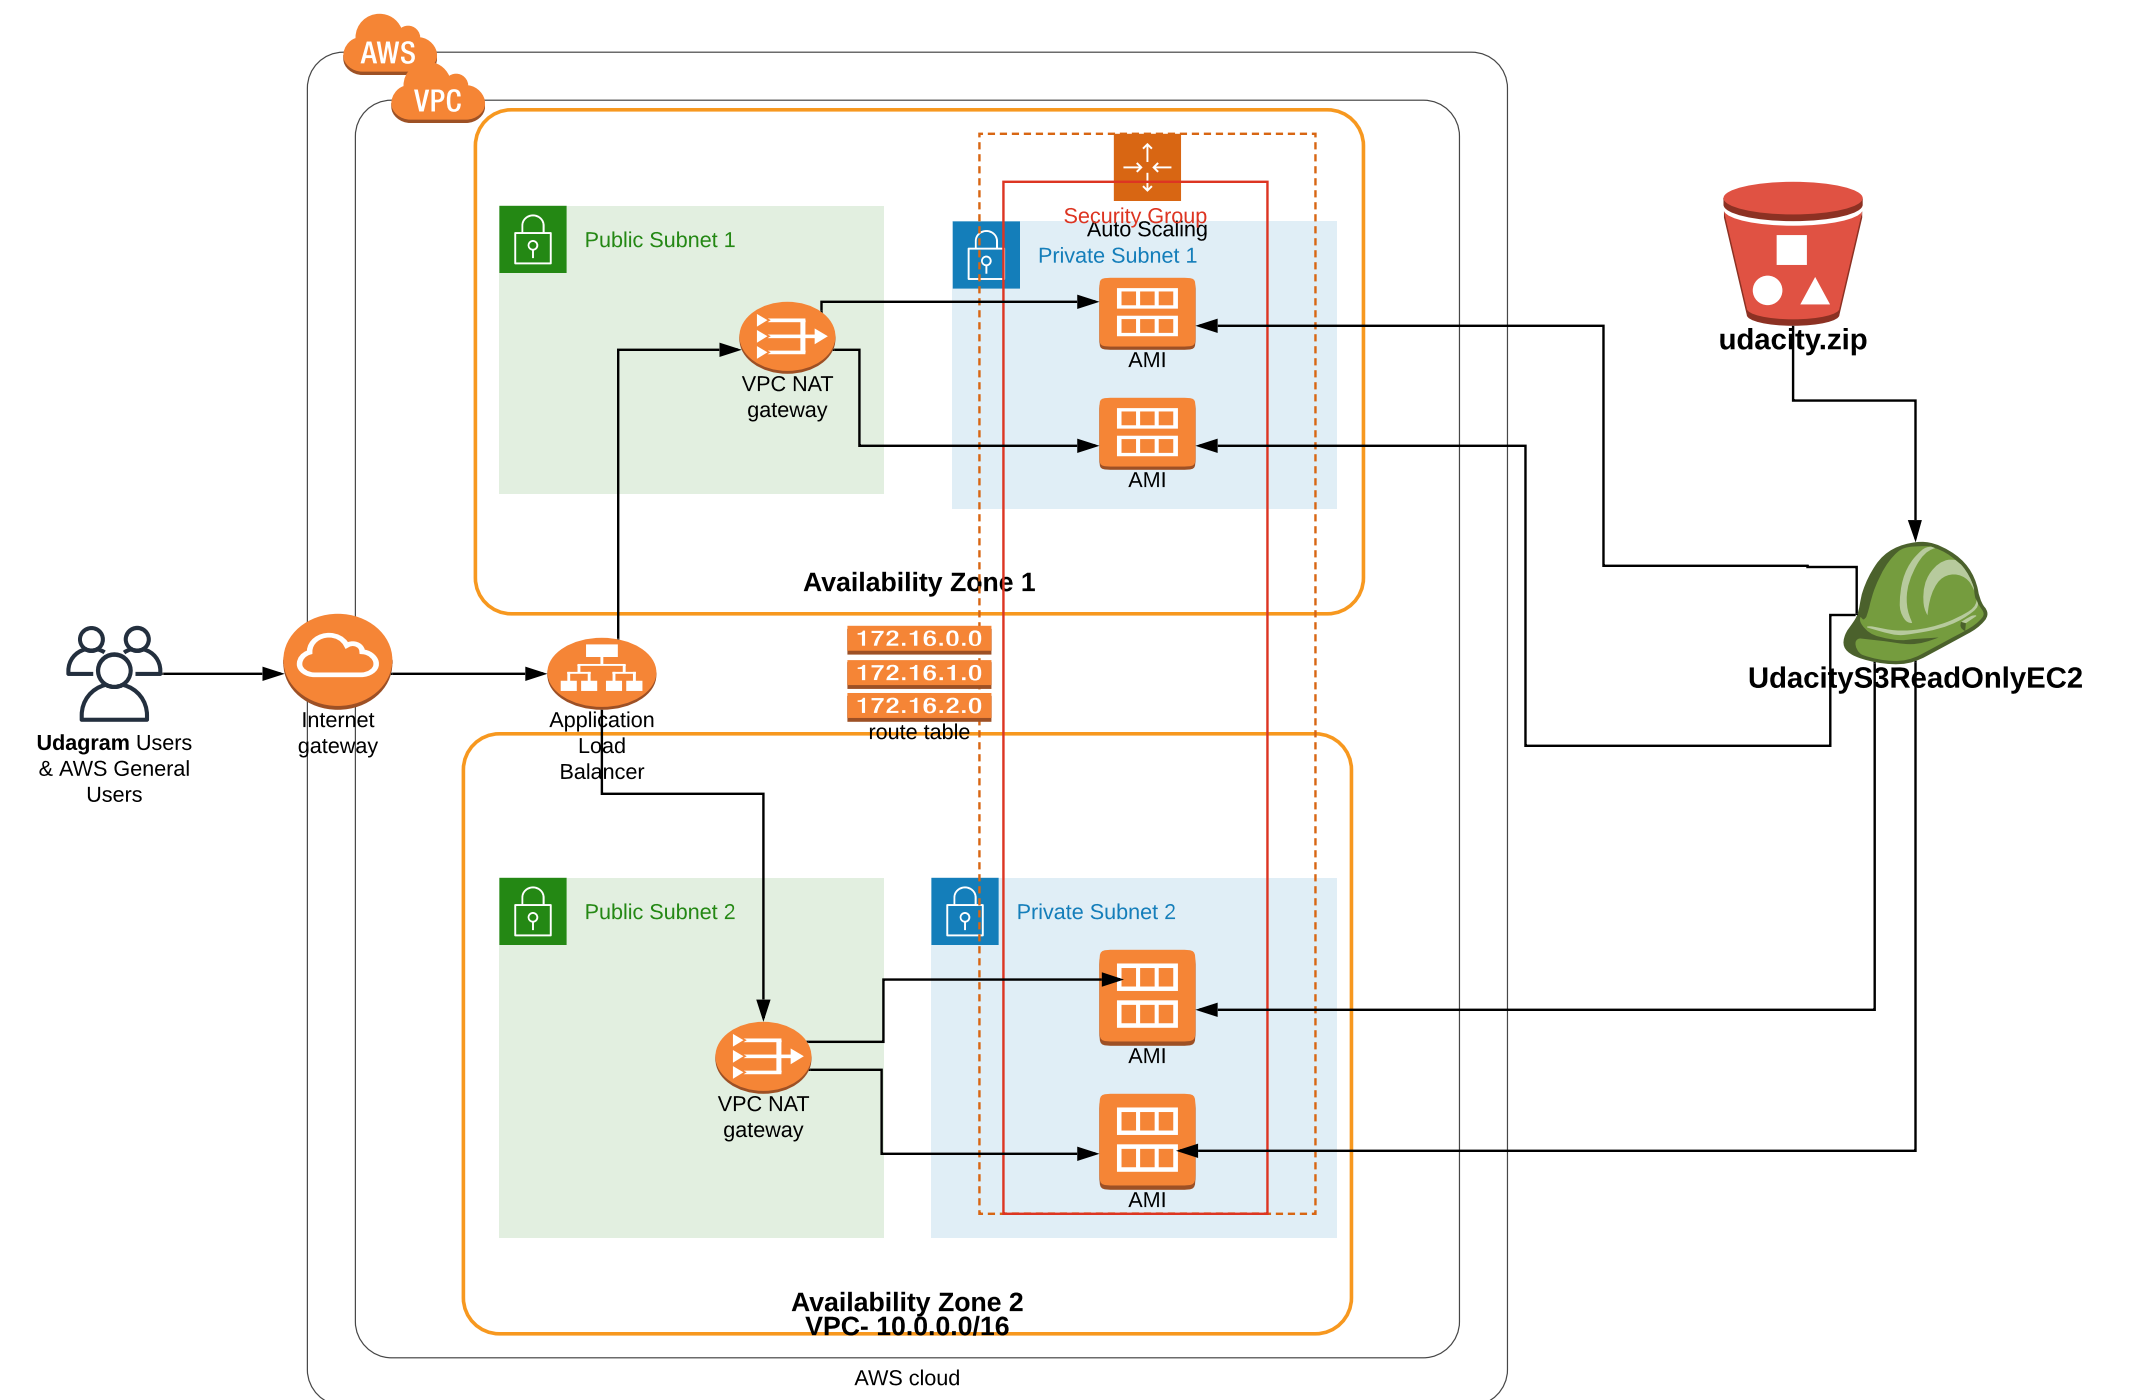 AWS
VPC
Security Group
Auto Scaling
Public Subnet 1
Private Subnet 1
AMI
VPC NAT
gateway
AMI
udacity.zip
Availability Zone 1
172.16.0.0
172.16.1.0
172.16.2.0
route table
Internet
gateway
Application
Load
Balancer
Udagram Users
& AWS General
Users
UdacityS3ReadOnlyEC2
Public Subnet 2
Private Subnet 2
AMI
VPC NAT
gateway
AMI
Availability Zone 2
VPC- 10.0.0.0/16
AWS cloud